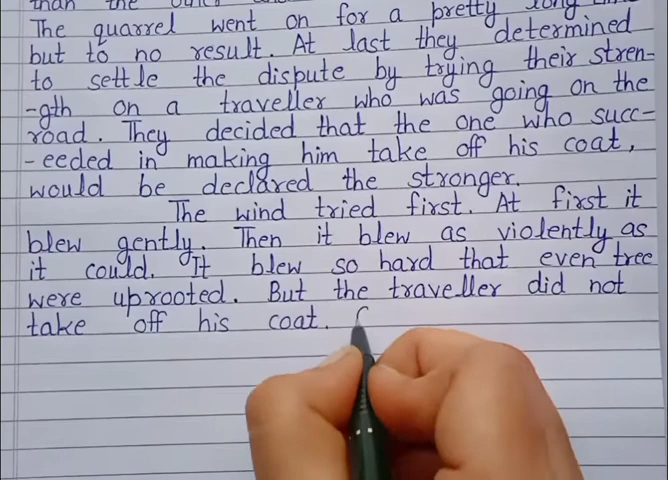 than the
The quarrel went on for a pretty long
but to no result. At last they determined
to settle the dispute by trying their stren-
-gth on a traveller who was going on the
road. They decided that the one who succ-
-eeded in making him take off his coat,
would be declared the stronger.
The wind tried first. At first it
blew gently. Then it blew as violently as
it could. It blew so hard that even tree
were uprooted. But the traveller did not
take off his coat.